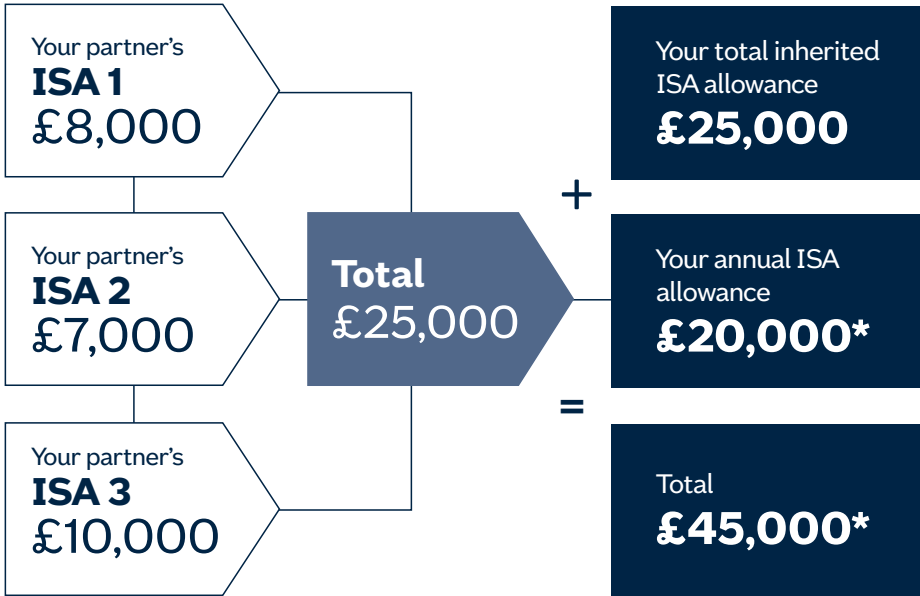 Your partner's
ISA 1
£8,000
Your partner's
ISA 2
£7,000
Your partner's
ISA 3
£10,000
Total
£25,000
Your total inherited
ISA allowance
£25,000
+
Your annual ISA
allowance
£20,000*
=
Total
£45,000*